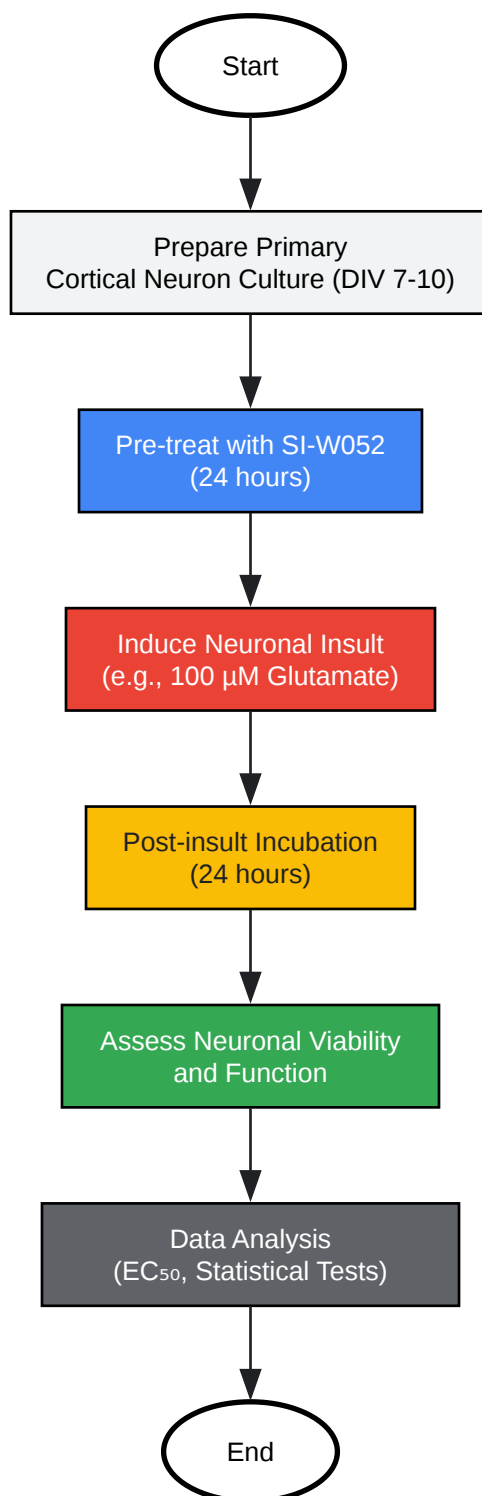 Start
Prepare Primary
Cortical Neuron Culture (DIV 7-10)
Pre-treat with SI-W052
(24 hours)
Induce Neuronal Insult
(e.g., 100 µM Glutamate)
Post-insult Incubation
(24 hours)
Assess Neuronal Viability
and Function
Data Analysis
(EC₅₀, Statistical Tests)
End